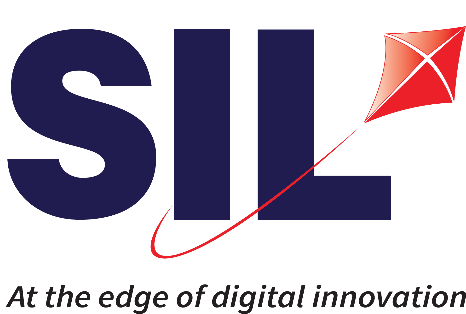 SIL
At the edge of digital innovation